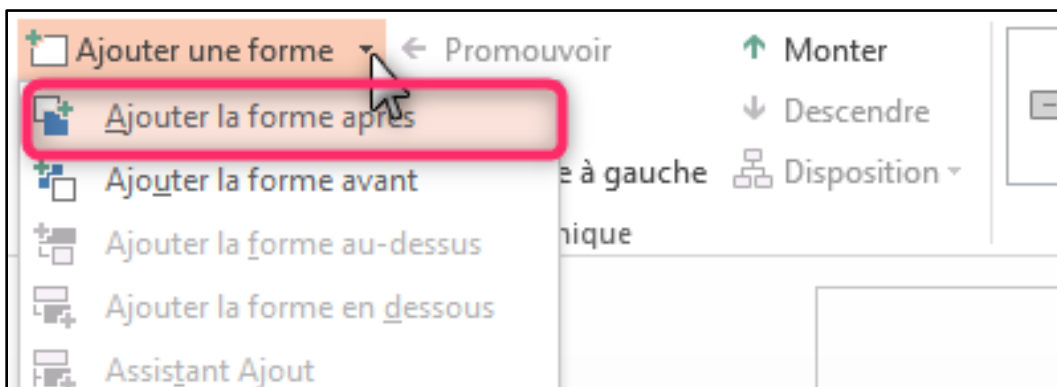 Ajouter une forme
Promouvoir
Monter
Ajouter la forme après
Descendre
Ajouter la forme avant
e à gauche
Disposition
Ajouter la forme au-dessus
nique
Ajouter la forme en dessous
Assistant Ajout